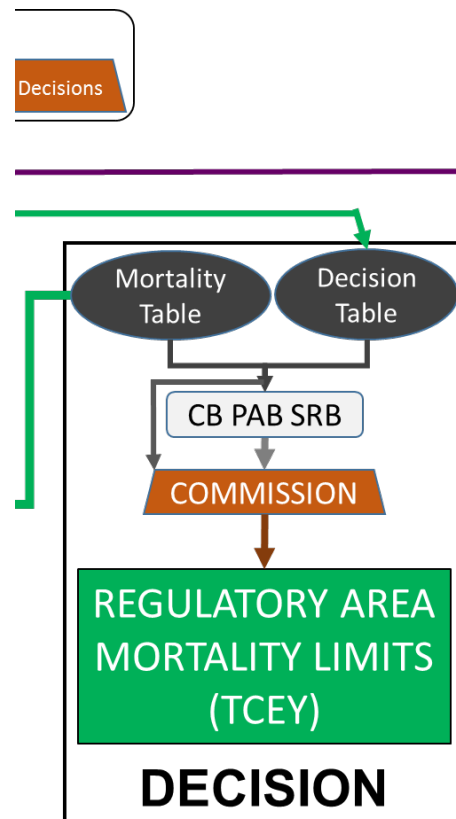 Decisions
Mortality
Table
Decision
Table
CB PAB SRB
COMMISSION
REGULATORY AREA
MORTALITY LIMITS
(TCEY)
DECISION